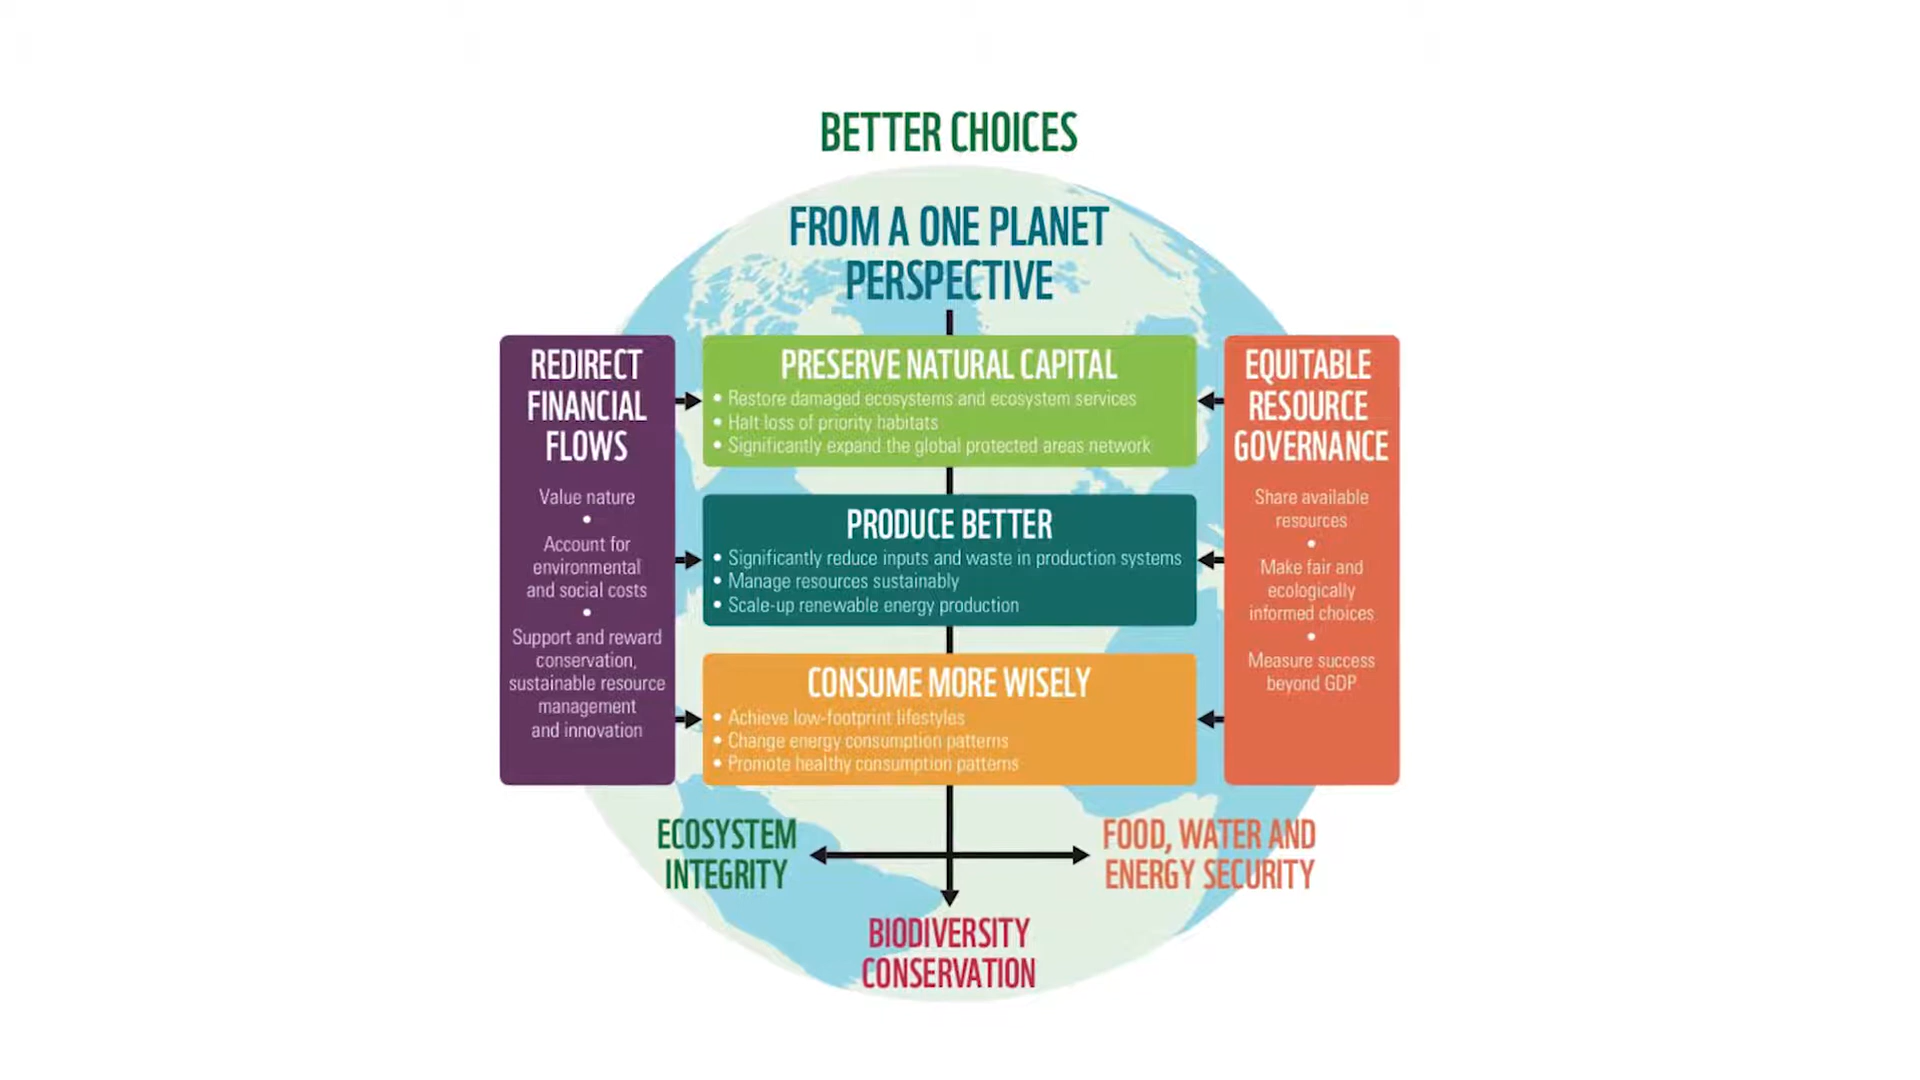 BETTER CHOICES
FROM A ONE PLANET
PERSPECTIVE
REDIRECT
FINANCIAL
FLOWS
Value nature
•
Account for
environmental
and social costs
•
Support and reward
conservation,
sustainable resource
management
and innovation
PRESERVE NATURAL CAPITAL
• Restore damaged ecosystems and ecosystem services
• Halt loss of priority habitats
• Significantly expand the global protected areas network
PRODUCE BETTER
• Significantly reduce inputs and waste in production systems
• Manage resources sustainably
• Scale-up renewable energy production
CONSUME MORE WISELY
• Achieve low-footprint lifestyles
• Change energy consumption patterns
• Promote healthy consumption patterns
EQUITABLE
RESOURCE
GOVERNANCE
Share available
resources
•
Make fair and
ecologically
informed choices
•
Measure success
beyond GDP
ECOSYSTEM
INTEGRITY
FOOD, WATER AND
ENERGY SECURITY
BIODIVERSITY
CONSERVATION